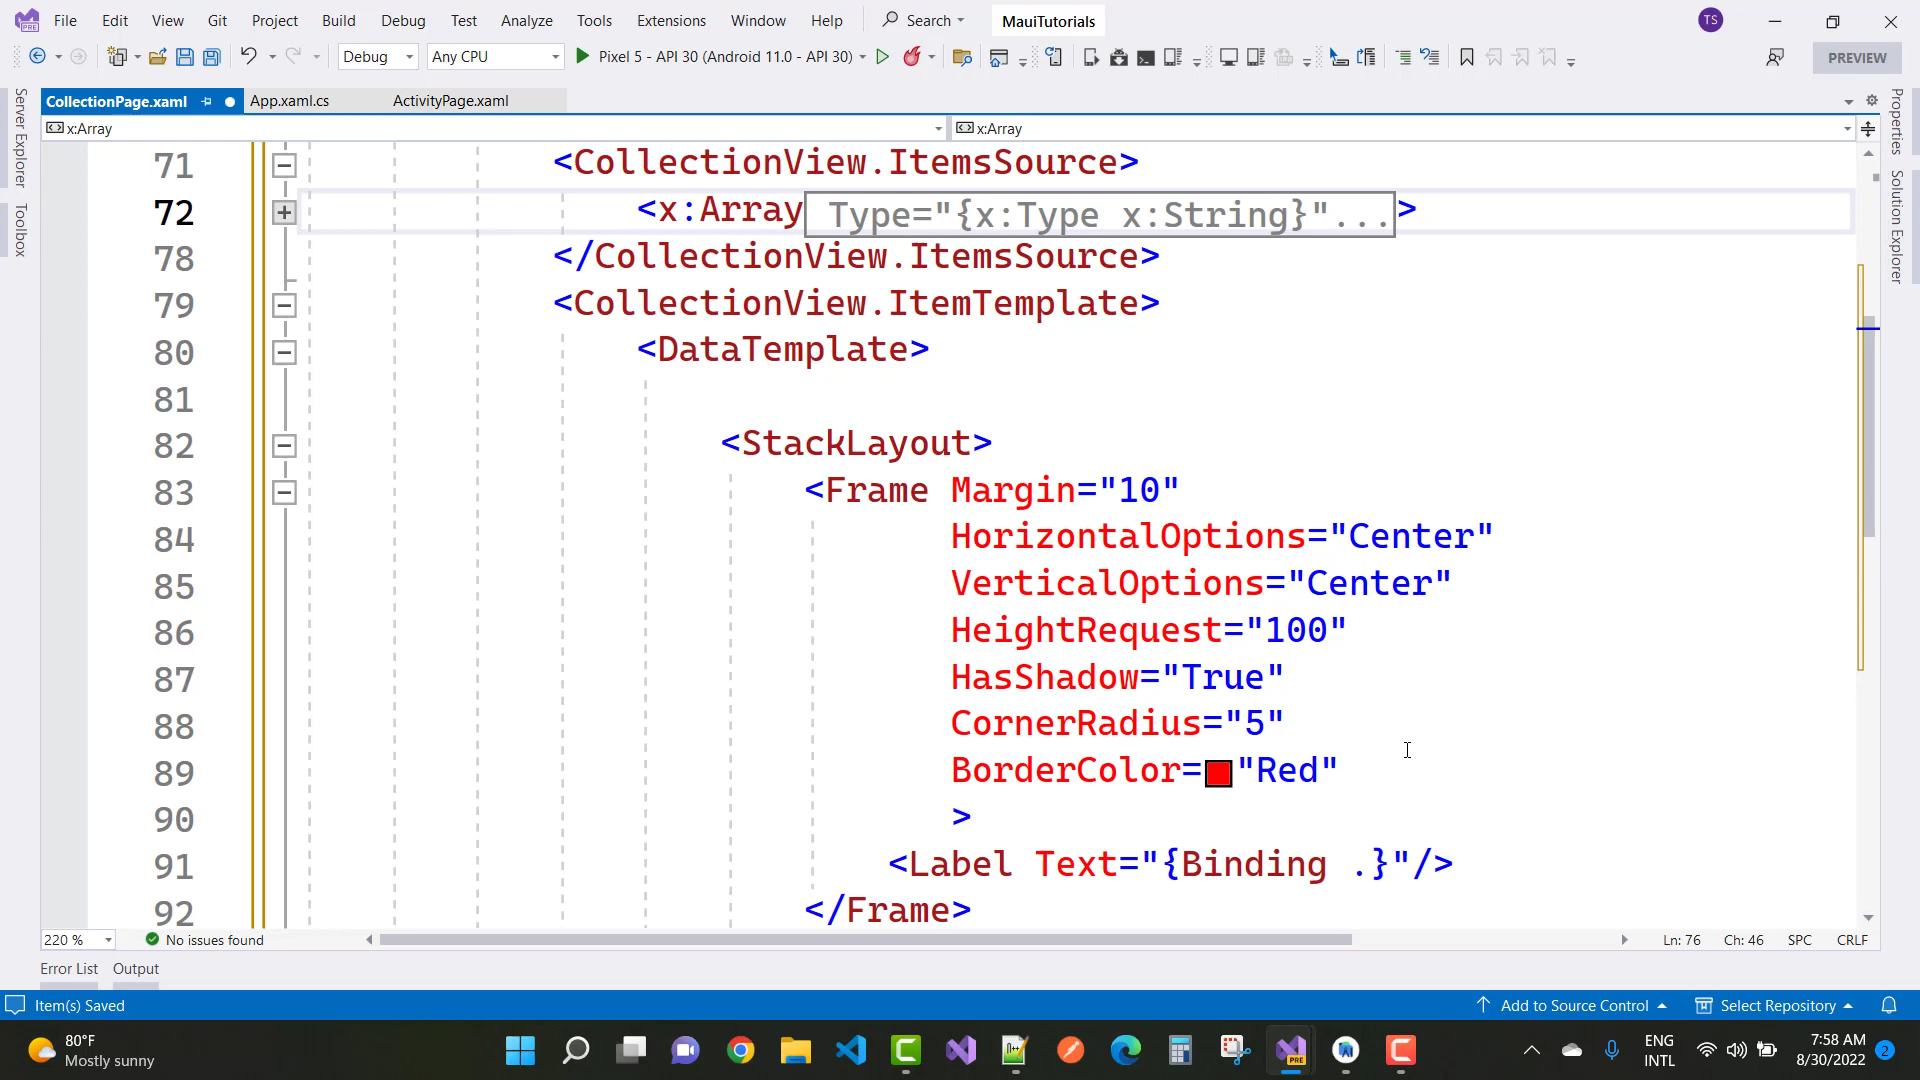 File Edit View Git Project Build Debug Test Analyze Tools Extensions Window Help Search MauiTutorials TS
Debug Any CPU Pixel 5 - API 30 (Android 11.0 - API 30) PREVIEW
CollectionPage.xaml App.xaml.cs ActivityPage.xaml
x:Array x:Array
Server Explorer
Toolbox
Properties
Solution Explorer
71 <CollectionView.ItemsSource>
72 <x:Array Type="{x:Type x:String}"...>
78 </CollectionView.ItemsSource>
79 <CollectionView.ItemTemplate>
80 <DataTemplate>
81
82 <StackLayout>
83 <Frame Margin="10"
84 HorizontalOptions="Center"
85 VerticalOptions="Center"
86 HeightRequest="100"
87 HasShadow="True"
88 CornerRadius="5"
89 BorderColor="Red"
90 >
91 <Label Text="{Binding .}"/>
92 </Frame>
220 % No issues found Ln: 76 Ch: 46 SPC CRLF
Error List Output
Item(s) Saved Add to Source Control Select Repository
80°F
Mostly sunny
PRE
ENG
INTL
7:58 AM
8/30/2022
2